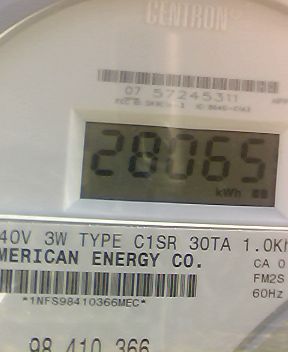 CENTRON®
07 57245311
28065
kWh
40V 3W TYPE C1SR 30TA 1.0K
MERICAN ENERGY CO.
CA 0
FM2S
60Hz
*1NFS98410366MEC*
98 410 366